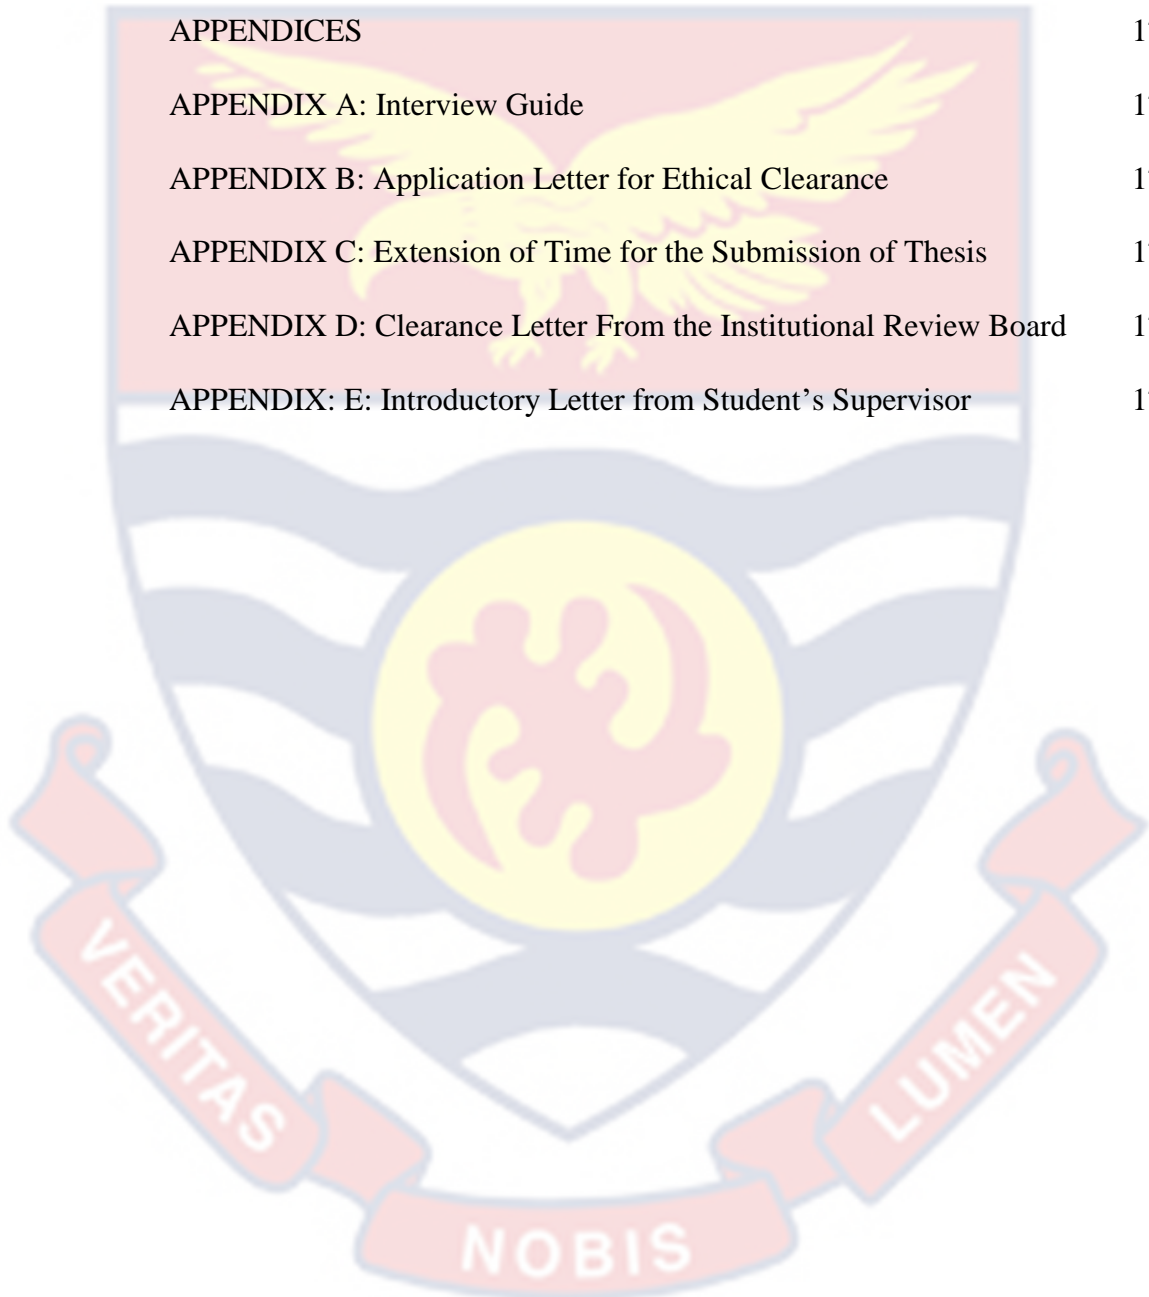 APPENDICES
APPENDIX A: Interview Guide
APPENDIX B: Application Letter for Ethical Clearance
APPENDIX C: Extension of Time for the Submission of Thesis
APPENDIX D: Clearance Letter From the Institutional Review Board
APPENDIX: E: Introductory Letter from Student’s Supervisor
VERITAS
NOBIS
LUMEN